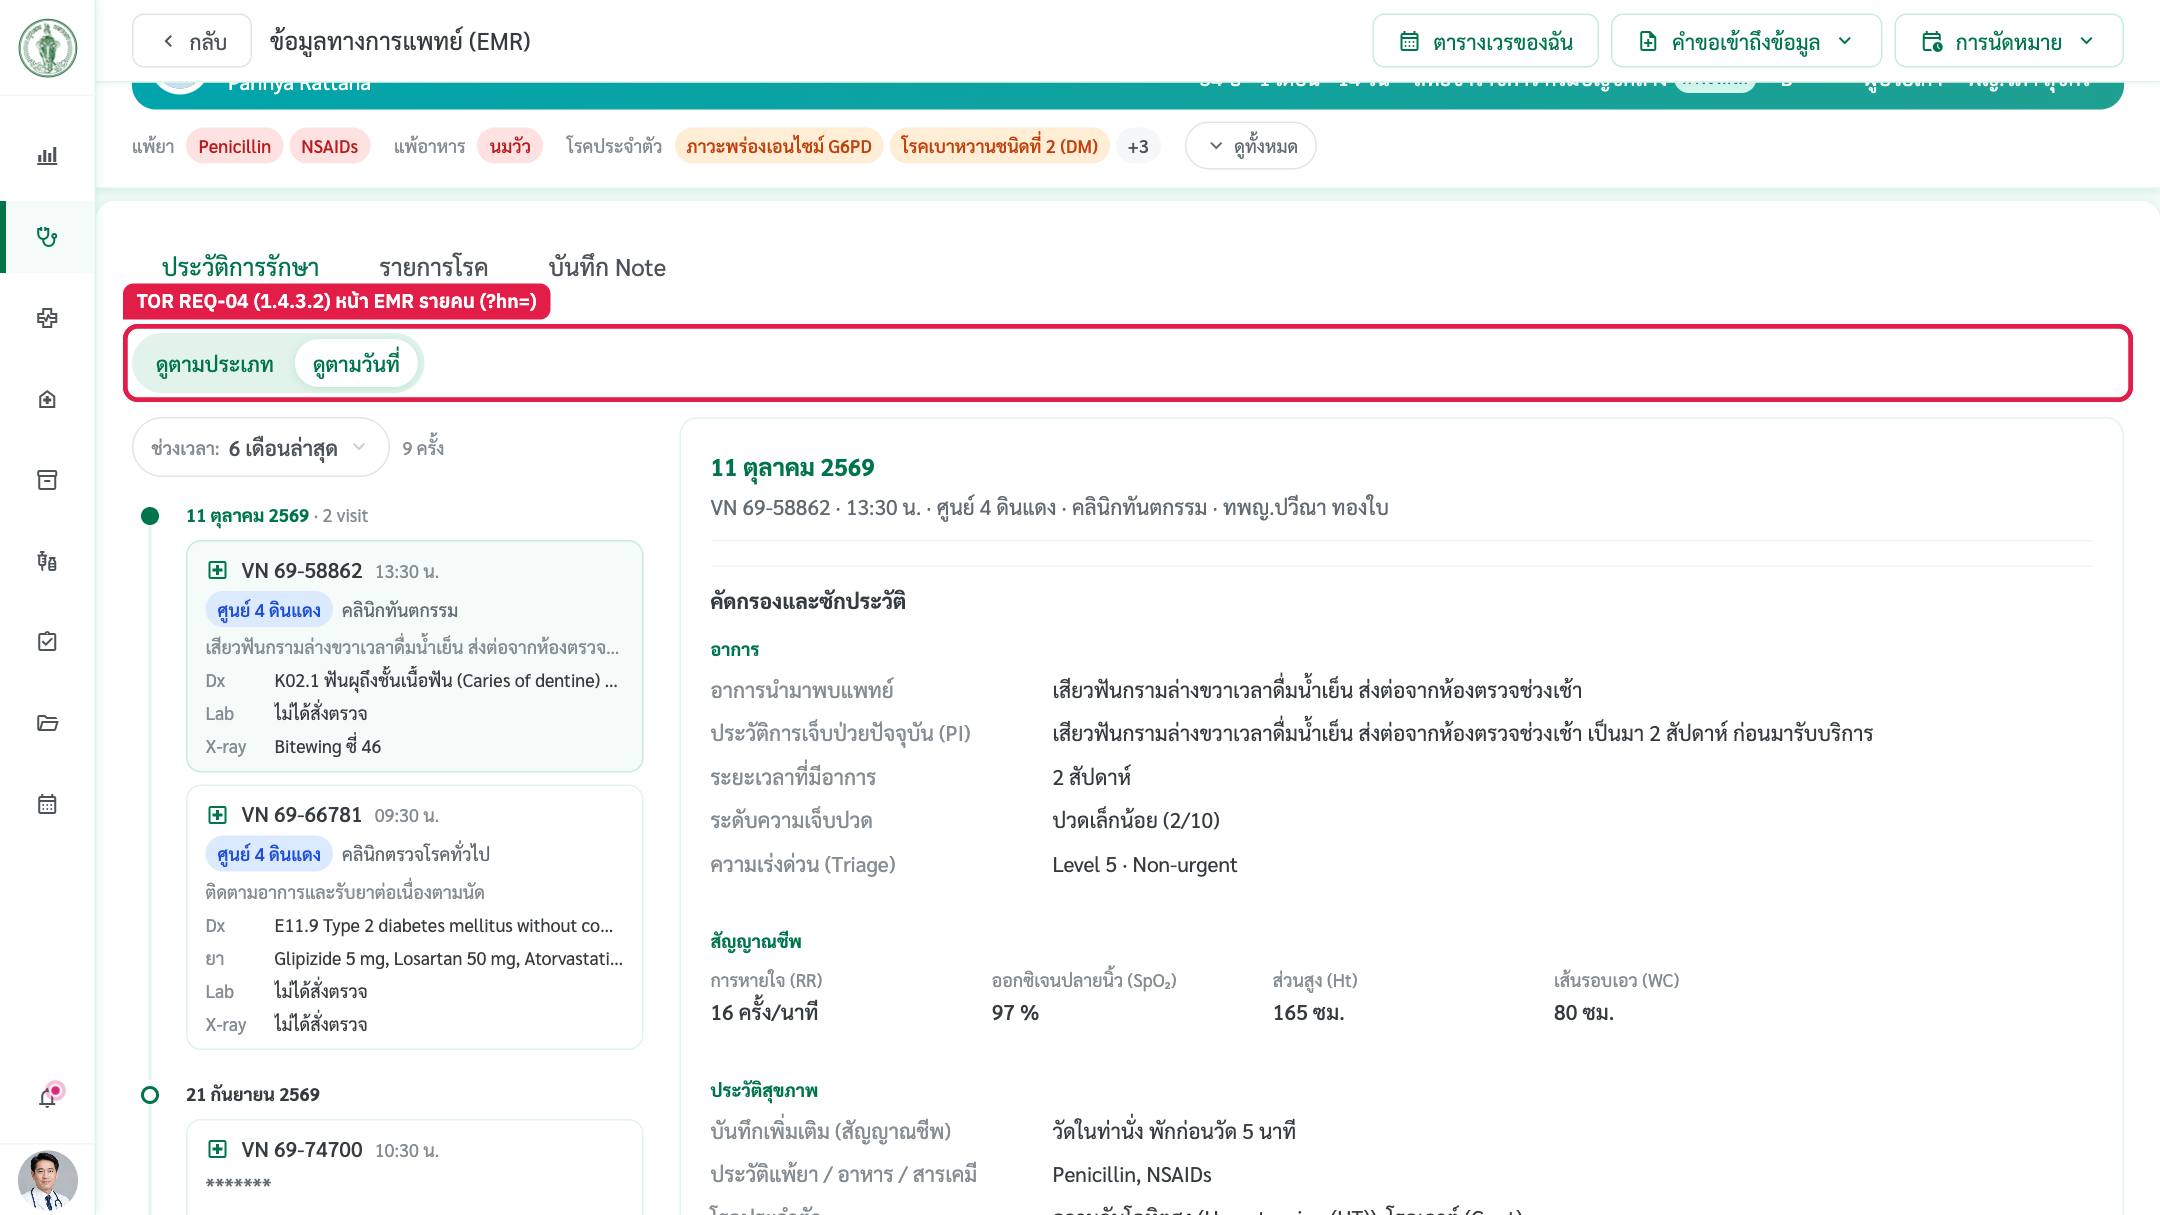 กลับ
ข้อมูลทางการแพทย์ (EMR)
ตารางเวรของฉัน
คำขอเข้าถึงข้อมูล
การนัดหมาย
Pannya Rattana
แพ้ยา Penicillin NSAIDs แพ้อาหาร นมวัว โรคประจำตัว ภาวะพร่องเอนไซม์ G6PD โรคเบาหวานชนิดที่ 2 (DM) +3 ดูทั้งหมด
ประวัติการรักษา รายการโรค บันทึก Note
TOR REQ-04 (1.4.3.2) หน้า EMR รายคน (?hn=)
ดูตามประเภท ดูตามวันที่
ช่วงเวลา: 6 เดือนล่าสุด 9 ครั้ง
11 ตุลาคม 2569 · 2 visit
VN 69-58862 13:30 น.
ศูนย์ 4 ดินแดง คลินิกทันตกรรม
เสียวฟันกรามล่างขวาเวลาดื่มน้ำเย็น ส่งต่อจากห้องตรวจ...
Dx K02.1 ฟันผุถึงชั้นเนื้อฟัน (Caries of dentine) ...
Lab ไม่ได้สั่งตรวจ
X-ray Bitewing ซี่ 46
VN 69-66781 09:30 น.
ศูนย์ 4 ดินแดง คลินิกตรวจโรคทั่วไป
ติดตามอาการและรับยาต่อเนื่องตามนัด
Dx E11.9 Type 2 diabetes mellitus without co...
ยา Glipizide 5 mg, Losartan 50 mg, Atorvastati...
Lab ไม่ได้สั่งตรวจ
X-ray ไม่ได้สั่งตรวจ
21 กันยายน 2569
VN 69-74700 10:30 น.
*******
11 ตุลาคม 2569
VN 69-58862 · 13:30 น. · ศูนย์ 4 ดินแดง · คลินิกทันตกรรม · ทพญ.ปวีณา ทองใบ
คัดกรองและซักประวัติ
อาการ
อาการนำมาพบแพทย์ เสียวฟันกรามล่างขวาเวลาดื่มน้ำเย็น ส่งต่อจากห้องตรวจช่วงเช้า
ประวัติการเจ็บป่วยปัจจุบัน (PI) เสียวฟันกรามล่างขวาเวลาดื่มน้ำเย็น ส่งต่อจากห้องตรวจช่วงเช้า เป็นมา 2 สัปดาห์ ก่อนมารับบริการ
ระยะเวลาที่มีอาการ 2 สัปดาห์
ระดับความเจ็บปวด ปวดเล็กน้อย (2/10)
ความเร่งด่วน (Triage) Level 5 · Non-urgent
สัญญาณชีพ
การหายใจ (RR) ออกซิเจนปลายนิ้ว (SpO₂) ส่วนสูง (Ht) เส้นรอบเอว (WC)
16 ครั้ง/นาที 97 % 165 ซม. 80 ซม.
ประวัติสุขภาพ
บันทึกเพิ่มเติม (สัญญาณชีพ) วัดในท่านั่ง พักก่อนวัด 5 นาที
ประวัติแพ้ยา / อาหาร / สารเคมี Penicillin, NSAIDs